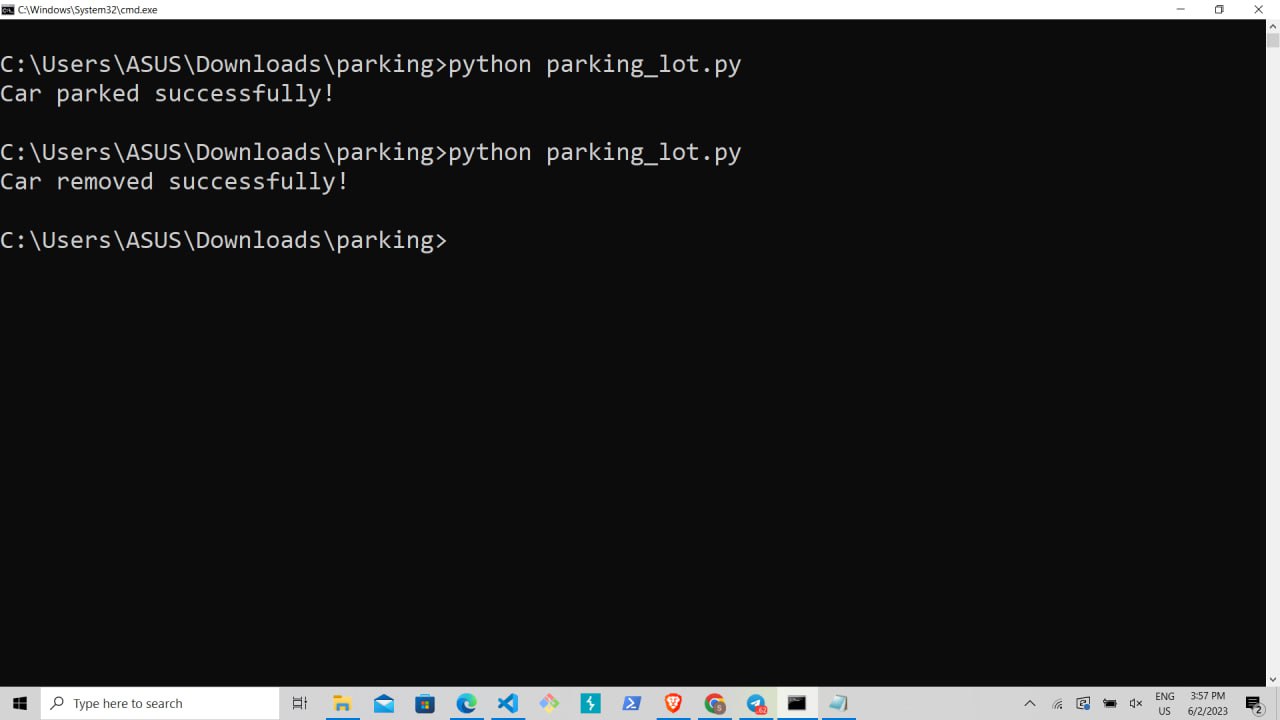 C:\Windows\System32\cmd.exe
C:\Users\ASUS\Downloads\parking>python parking_lot.py
Car parked successfully!
C:\Users\ASUS\Downloads\parking>python parking_lot.py
Car removed successfully!
C:\Users\ASUS\Downloads\parking>
Type here to search
ENG
US
3:57 PM
6/2/2023
2